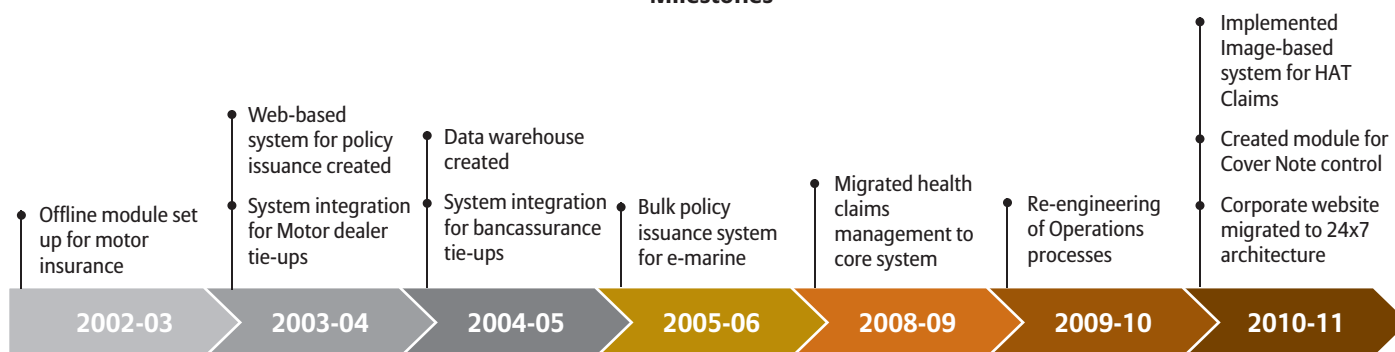 Milestones
Offline module set
up for motor
insurance
Web-based
system for policy
issuance created
System integration
for Motor dealer
tie-ups
Data warehouse
created
System integration
for bancassurance
tie-ups
Bulk policy
issuance system
for e-marine
Migrated health
claims
management to
core system
Re-engineering
of Operations
processes
Implemented
Image-based
system for HAT
Claims
Created module for
Cover Note control
Corporate website
migrated to 24x7
architecture
2002-03
2003-04
2004-05
2005-06
2008-09
2009-10
2010-11